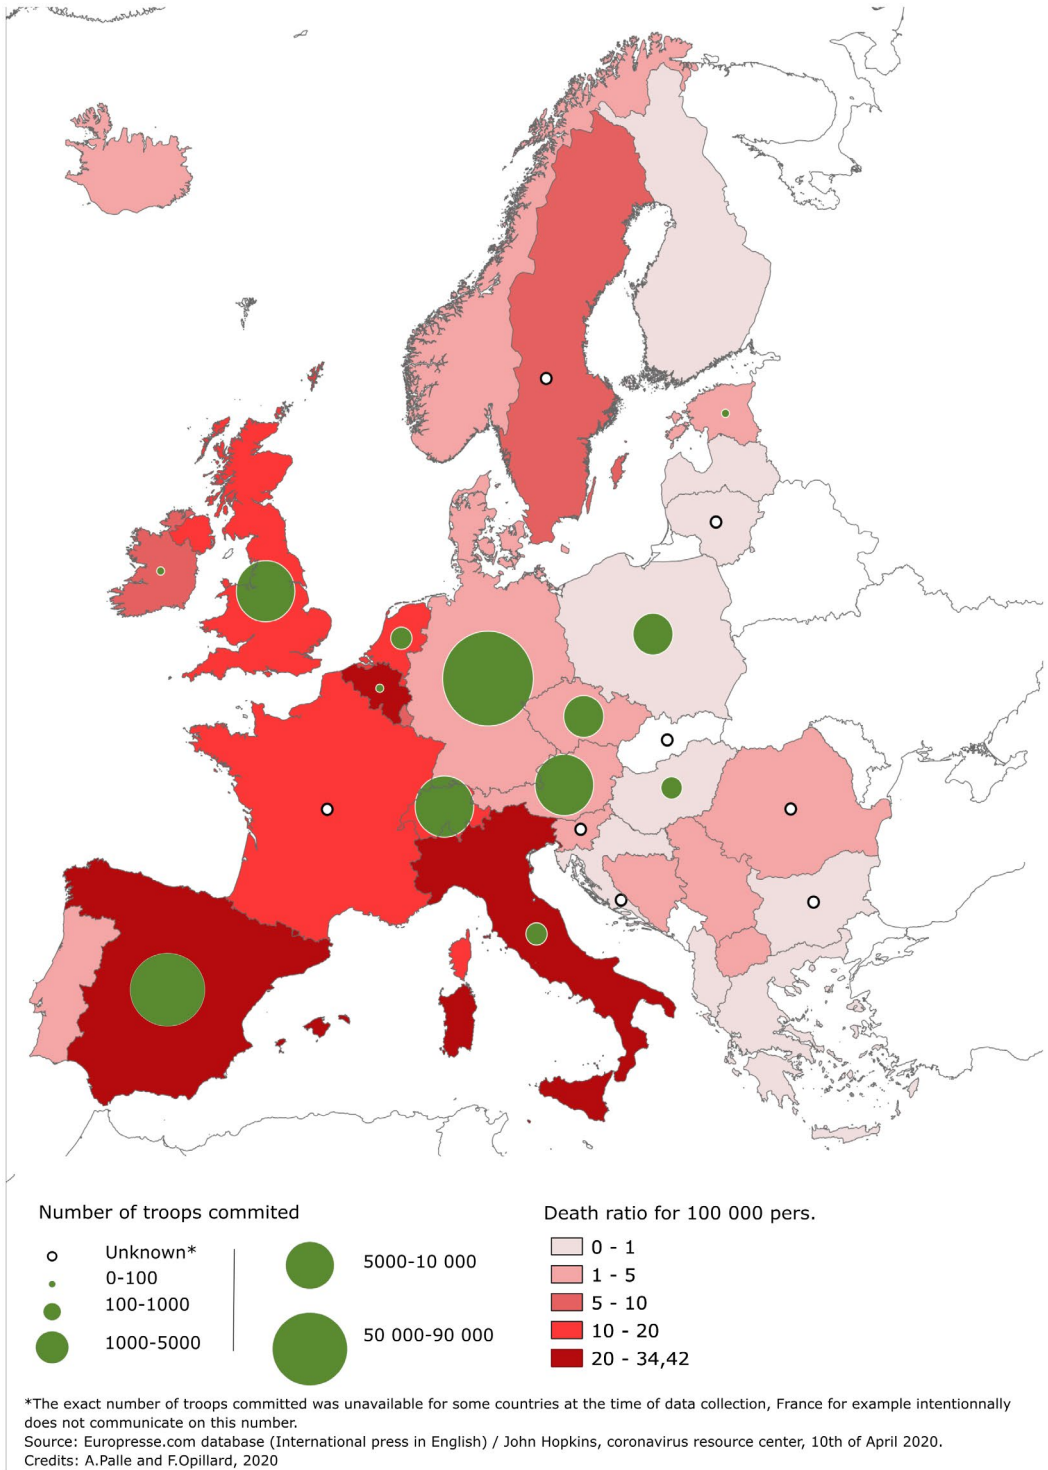 Number of troops commited
Unknown*
0-100
100-1000
1000-5000
5000-10 000
50 000-90 000
Death ratio for 100 000 pers.
0 - 1
1 - 5
5 - 10
10 - 20
20 - 34,42
*The exact number of troops committed was unavailable for some countries at the time of data collection, France for example intentionnally
does not communicate on this number.
Source: Europresse.com database (International press in English) / John Hopkins, coronavirus resource center, 10th of April 2020.
Credits: A.Palle and F.Opillard, 2020